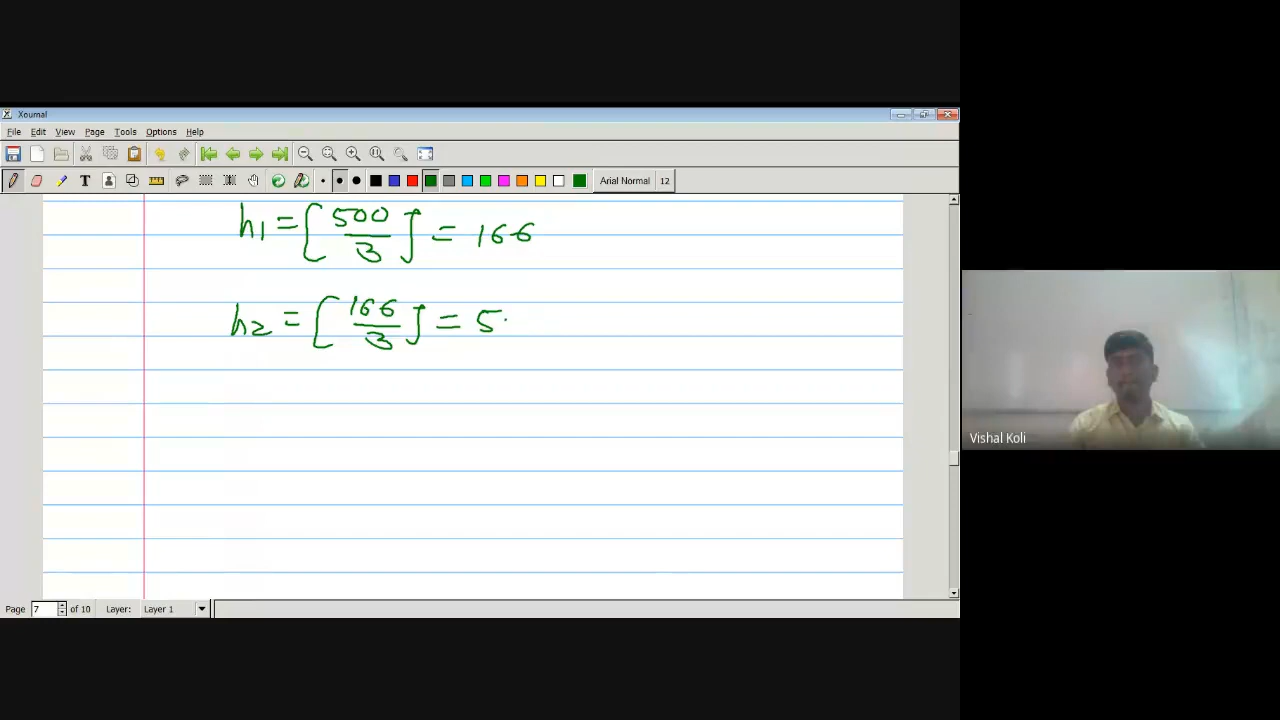 Xournal
File Edit View Page Tools Options Help
T Arial Normal 12
h1 = [500/3] = 166
h2 = [166/3] = 5
Vishal Koli
Page 7 of 10 Layer: Layer 1